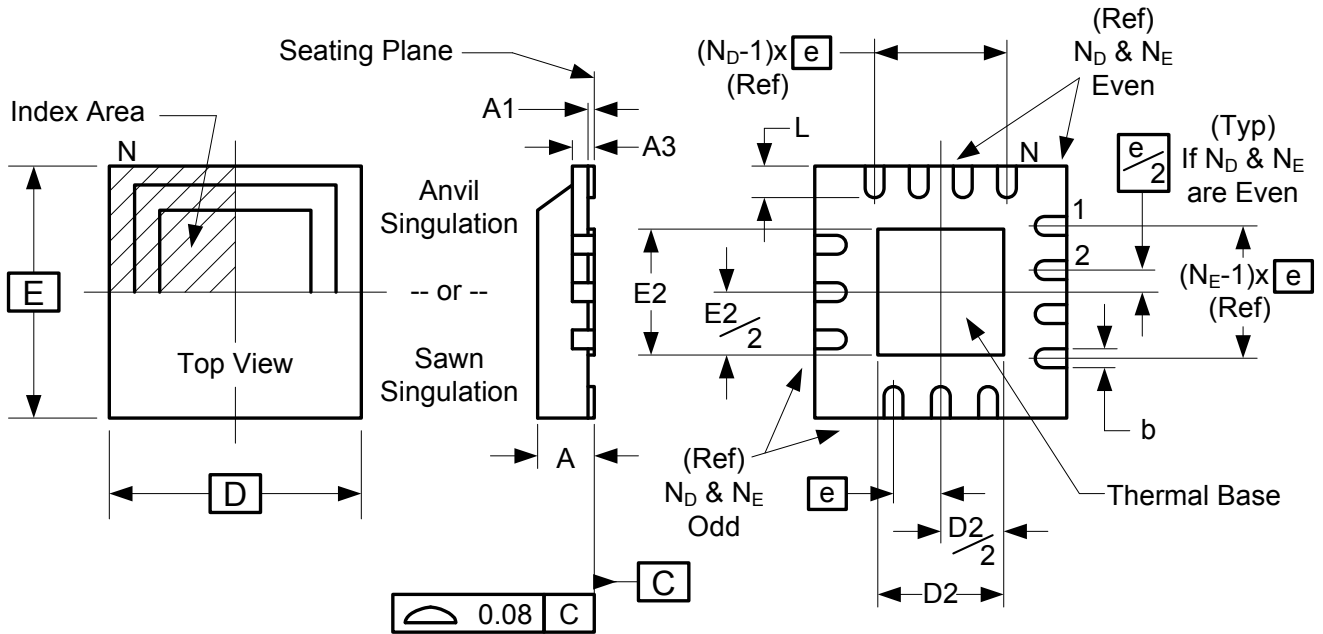 Seating Plane
Index Area
N
A1
A3
Anvil
Singulation
-- or --
Sawn
Singulation
E
Top View
D
A
0.08 C
C
(N_D-1)x e
(Ref)
(Ref)
N_D & N_E
Even
L
N
e/2
(Typ)
If N_D & N_E
are Even
1
2
(N_E-1)x e
(Ref)
E2
E2/2
b
(Ref)
N_D & N_E
Odd
e
Thermal Base
D2/2
D2